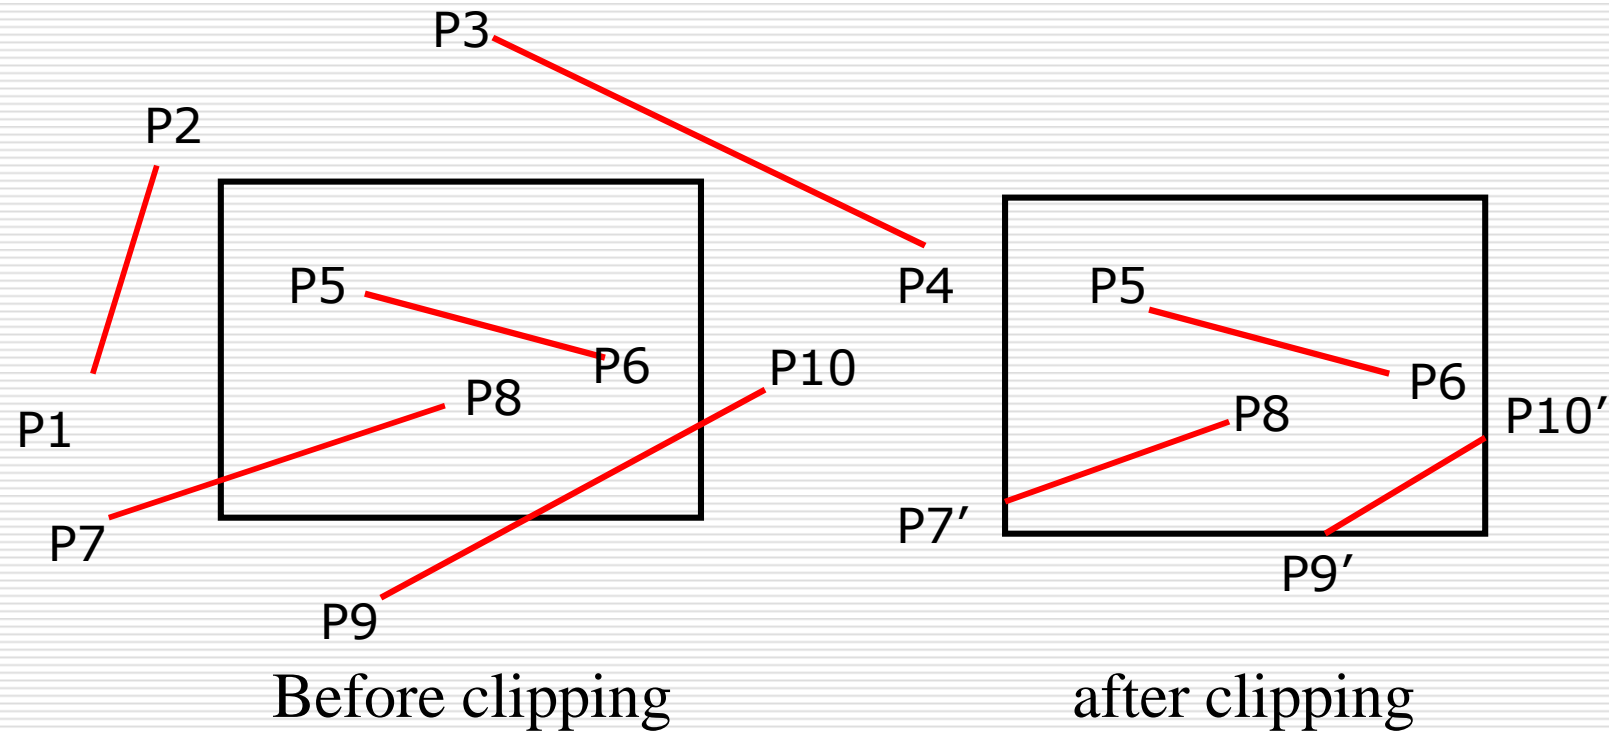 P3
P2
P5
P4
P5
P6
P10
P6
P8
P8
P10′
P1
P7′
P7
P9′
P9
Before clipping
after clipping